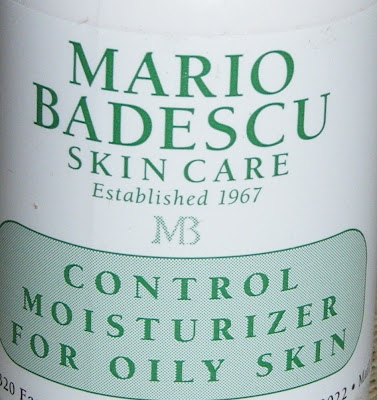 MARIO
BADESCU
SKIN CARE
Established 1967
MB
CONTROL
MOISTURIZER
FOR OILY SKIN